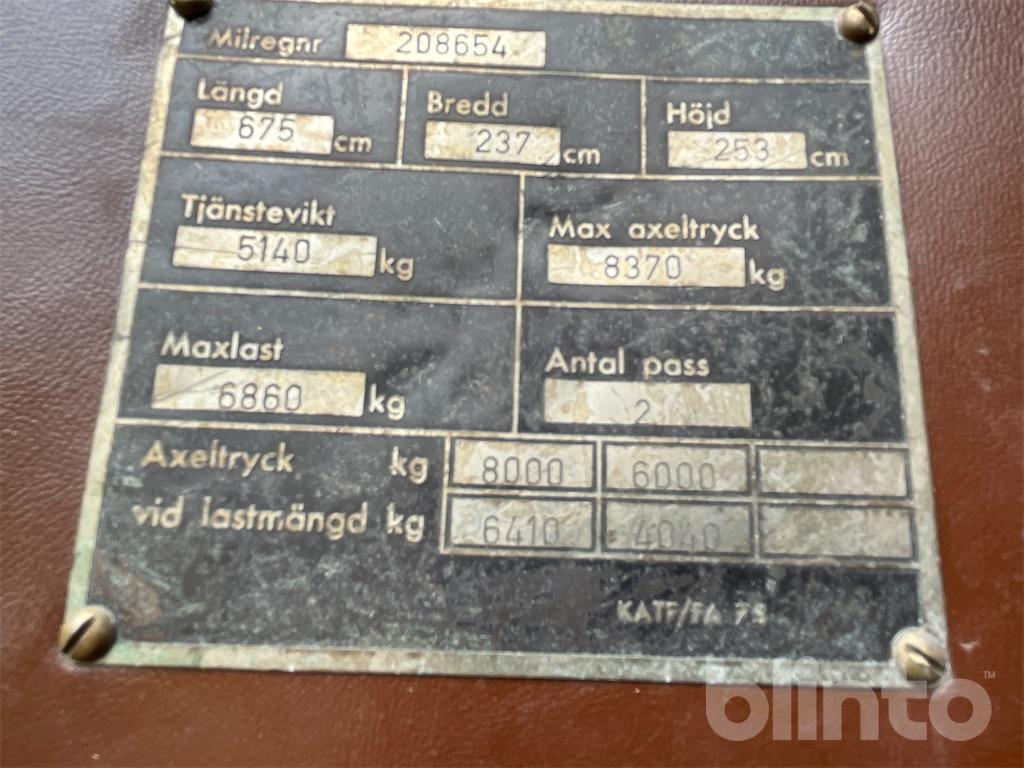 Milregnr 208654
Längd Bredd Höjd
675 cm 237 cm 253 cm
Tjänstevikt Max axeltryck
5140 kg 8370 kg
Maxlast Antal pass
6860 kg 2
Axeltryck kg 8000 6000
vid lastmängd kg 6410 4040
KATF/FA 75
blinto™